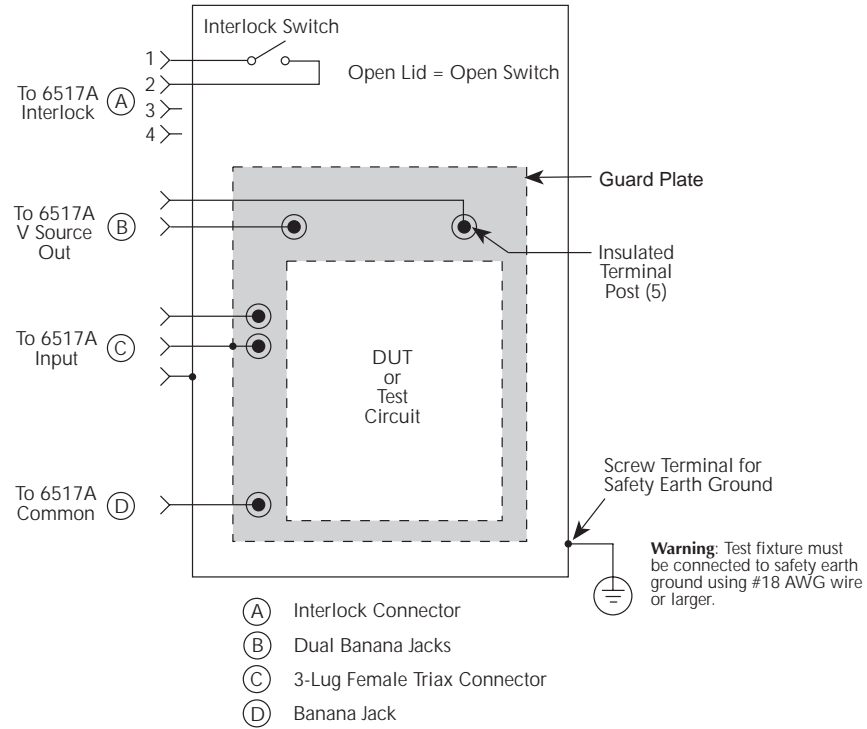 Interlock Switch
1
2
3
4
Open Lid = Open Switch
To 6517A
Interlock
A
Guard Plate
To 6517A
V Source
Out
B
Insulated
Terminal
Post (5)
To 6517A
Input
C
DUT
or
Test
Circuit
To 6517A
Common
D
Screw Terminal for
Safety Earth Ground
Warning: Test fixture must
be connected to safety earth
ground using #18 AWG wire
or larger.
A Interlock Connector
B Dual Banana Jacks
C 3-Lug Female Triax Connector
D Banana Jack